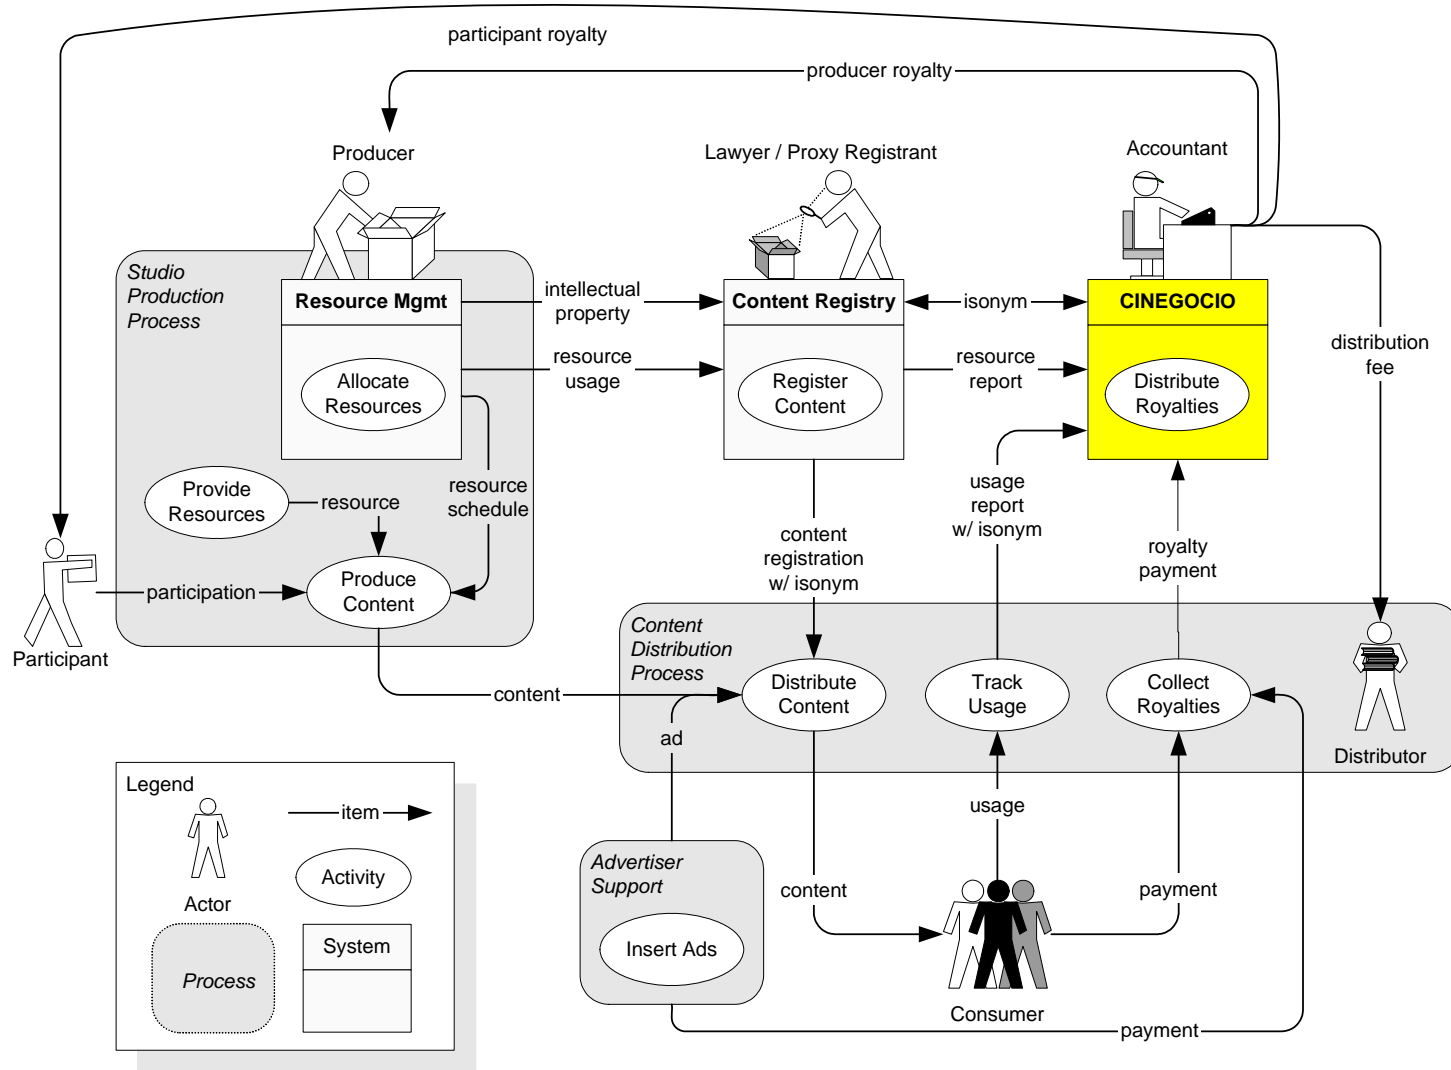 participant royalty
producer royalty
Producer
Lawyer / Proxy Registrant
Accountant
Studio
Production
Process
Resource Mgmt
intellectual
property
Content Registry
isonym
CINEGOCIO
distribution
fee
Allocate
Resources
resource
usage
Register
Content
resource
report
Distribute
Royalties
Provide
Resources
resource
resource
schedule
usage
report
w/ isonym
content
registration
w/ isonym
royalty
payment
participation
Produce
Content
Participant
Content
Distribution
Process
content
ad
Distribute
Content
Track
Usage
Collect
Royalties
Distributor
Legend
item
Activity
Actor
Process
System
usage
Advertiser
Support
content
payment
Insert Ads
Consumer
payment